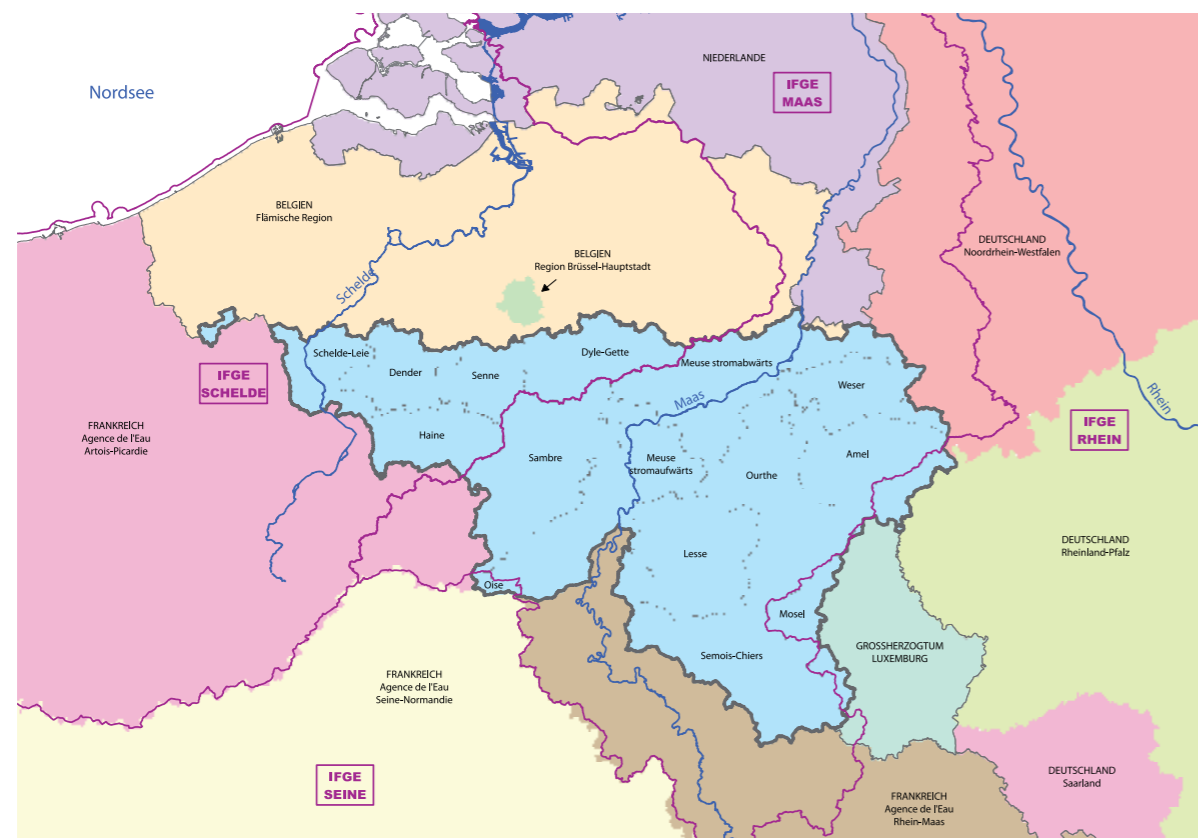 Nordsee
NIEDERLANDE
IFGE
MAAS
BELGIEN
Flämische Region
BELGIEN
Region Brüssel-Hauptstadt
DEUTSCHLAND
Noordrhein-Westfalen
Schelde
Schelde-Leie
Dender
Senne
Dyle-Gette
Meuse stromabwärts
Weser
Maas
Rhein
IFGE
SCHELDE
IFGE
RHEIN
FRANKREICH
Agence de l'Eau
Artois-Picardie
Haine
Sambre
Meuse
stromaufwärts
Ourthe
Amel
DEUTSCHLAND
Rheinland-Pfalz
Lesse
Oise
Mosel
Semois-Chiers
GROSSHERZOGTUM
LUXEMBURG
FRANKREICH
Agence de l'Eau
Seine-Normandie
IFGE
SEINE
DEUTSCHLAND
Saarland
FRANKREICH
Agence de l'Eau
Rhein-Maas